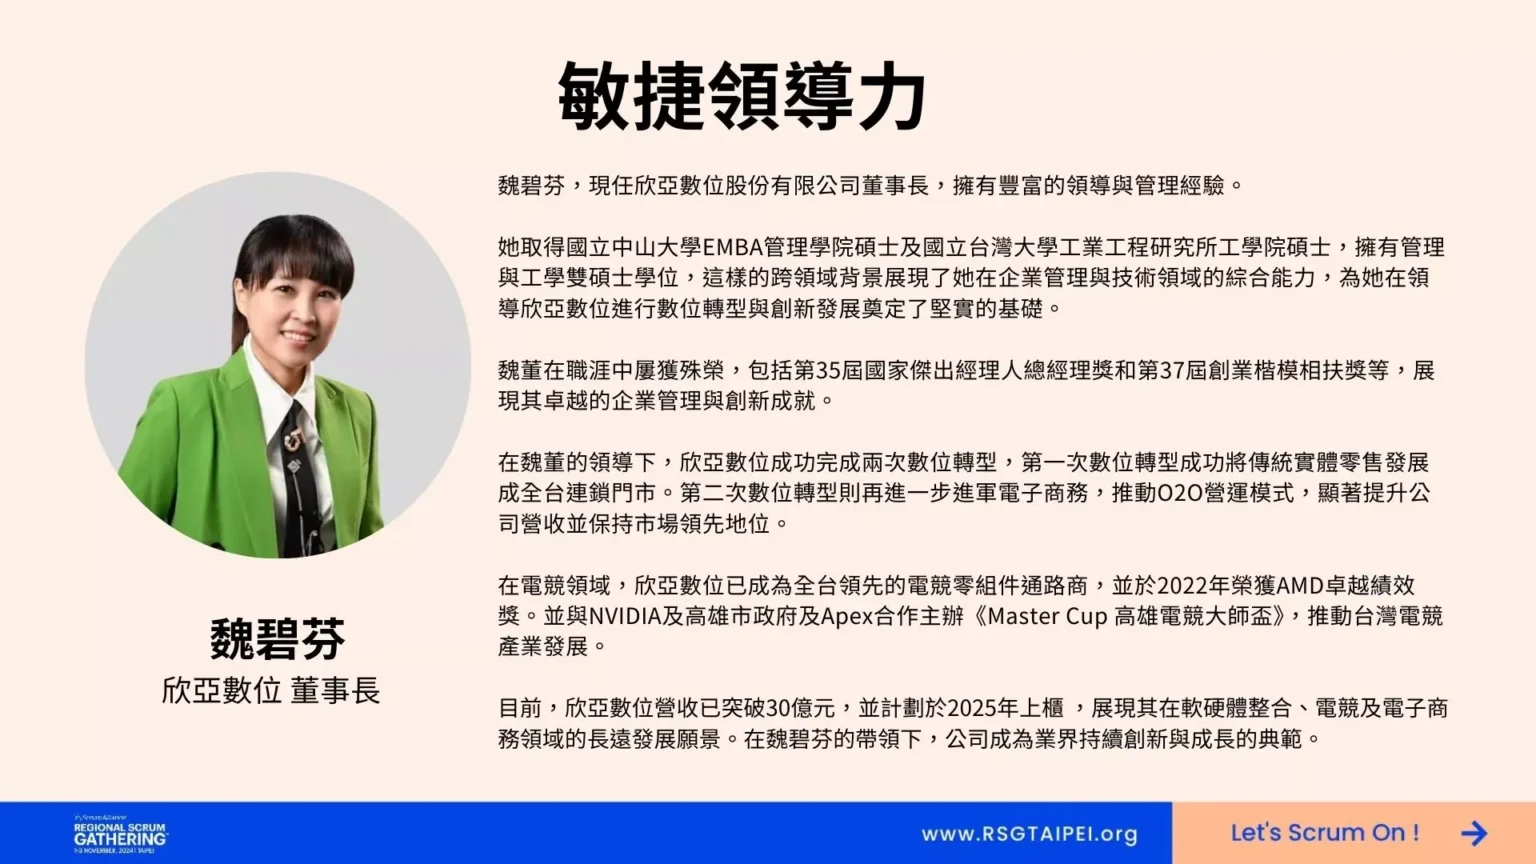 敏捷領導力
魏碧芬，現任欣亞數位股份有限公司董事長，擁有豐富的領導與管理經驗。
她取得國立中山大學EMBA管理學院碩士及國立台灣大學工業工程研究所工學院碩士，擁有管理
與工學雙碩士學位，這樣的跨領域背景展現了她在企業管理與技術領域的綜合能力，為她在領
導欣亞數位進行數位轉型與創新發展奠定了堅實的基礎。
魏董在職涯中屢獲殊榮，包括第35屆國家傑出經理人總經理獎和第37屆創業楷模相扶獎等，展
現其卓越的企業管理與創新成就。
在魏董的領導下，欣亞數位成功完成兩次數位轉型，第一次數位轉型成功將傳統實體零售發展
成全台連鎖門市。第二次數位轉型則再進一步進軍電子商務，推動O2O營運模式，顯著提升公
司營收並保持市場領先地位。
在電競領域，欣亞數位已成為全台領先的電競零組件通路商，並於2022年榮獲AMD卓越績效
獎。並與NVIDIA及高雄市政府及Apex合作主辦《Master Cup 高雄電競大師盃》，推動台灣電競
產業發展。
目前，欣亞數位營收已突破30億元，並計劃於2025年上櫃 ，展現其在軟硬體整合、電競及電子商
務領域的長遠發展願景。在魏碧芬的帶領下，公司成為業界持續創新與成長的典範。
魏碧芬
欣亞數位 董事長
REGIONAL SCRUM
GATHERING
1-2 NOVEMBER, 2024 | TAIPEI
www.RSGTAIPEI.org
Let's Scrum On !